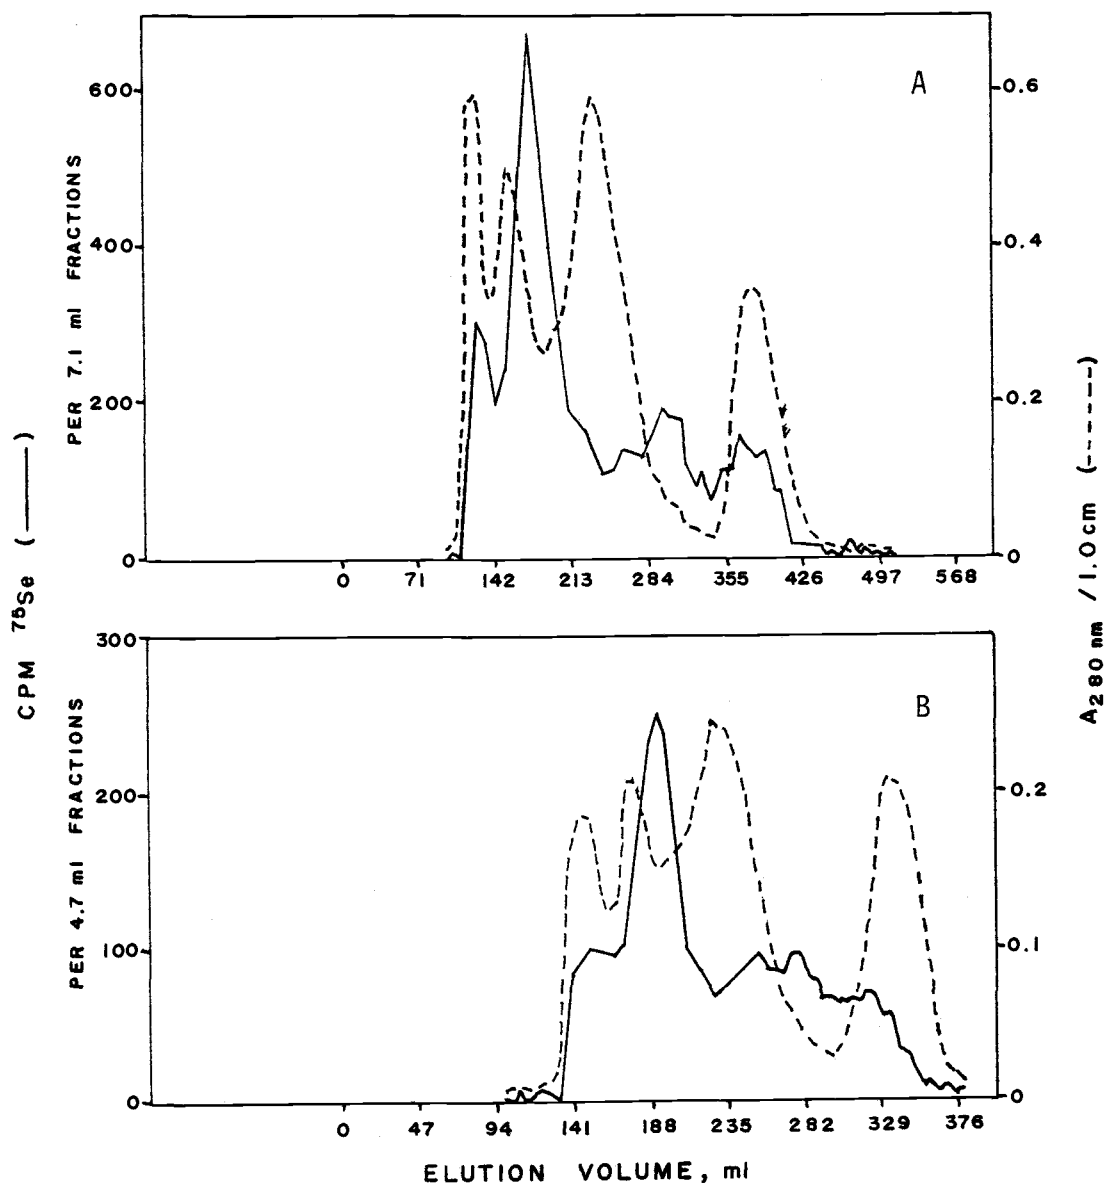 CPM 75Se (———)
PER 7.1 ml FRACTIONS
600
400
200
0
A
0.6
0.4
0.2
0
0 71 142 213 284 355 426 497 568
A280 nm /1.0cm (-----)
PER 4.7 ml FRACTIONS
300
200
100
0
B
0.2
0.1
0
0 47 94 141 188 235 282 329 376
ELUTION VOLUME, ml